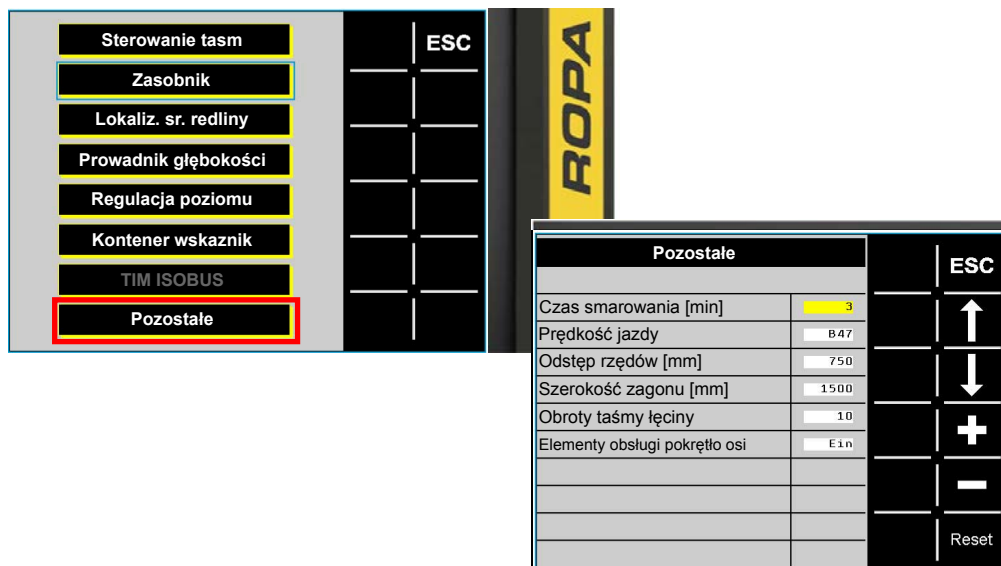 Sterowanie tasm
ESC
Zasobnik
Lokaliz. sr. redliny
Prowadnik głębokości
Regulacja poziomu
Kontener wskaznik
TIM ISOBUS
Pozostałe
ROPA
Pozostałe
ESC
Czas smarowania [min] 3
Prędkość jazdy B47
Odstęp rzędów [mm] 750
Szerokość zagonu [mm] 1500
Obroty taśmy łęciny 10
Elementy obsługi pokrętło osi Ein
Reset